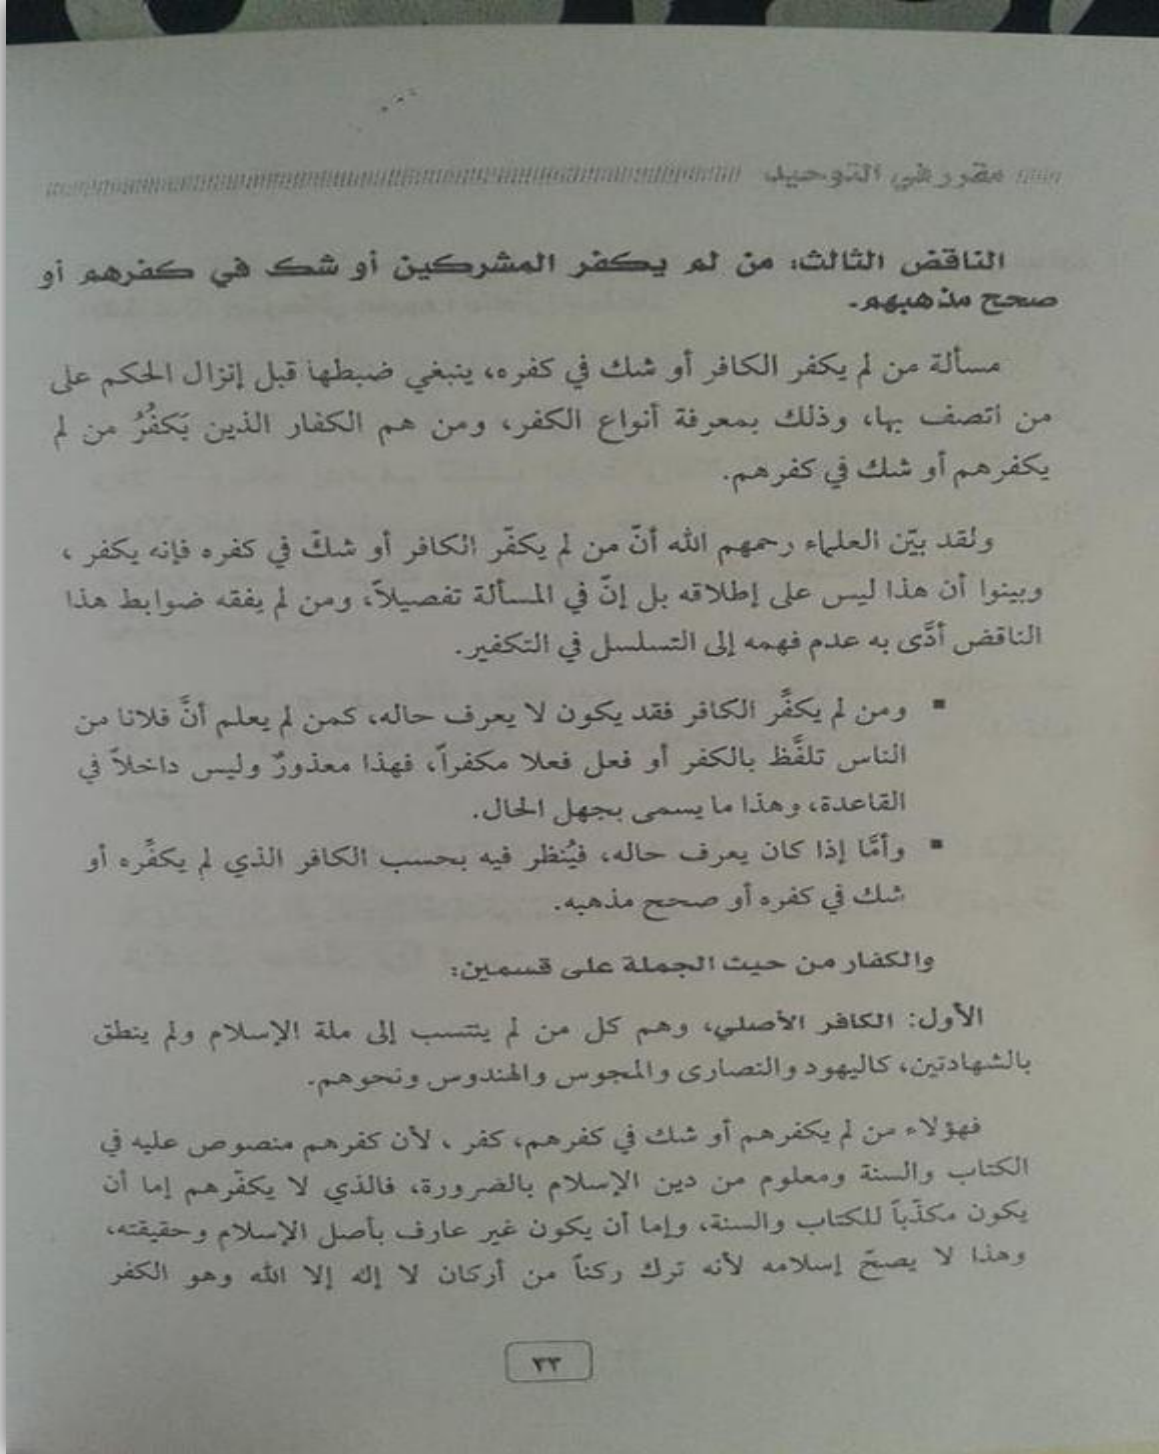 مقرر في التوحيد
الناقض الثالث: من لم يكفر المشركين أو شك في كفرهم أو
صحح مذهبهم.
مسألة من لم يكفر الكافر أو شك في كفره، ينبغي ضبطها قبل إنزال الحكم على
من اتصف بها، وذلك بمعرفة أنواع الكفر، ومن هم الكفار الذين يَكفُرُ من لم
يكفرهم أو شك في كفرهم.
ولقد بيّن العلماء رحمهم الله أنّ من لم يكفّر الكافر أو شكّ في كفره فإنه يكفر ،
وبينوا أن هذا ليس على إطلاقه بل إنّ في المسألة تفصيلاً، ومن لم يفقه ضوابط هذا
الناقض أدَّى به عدم فهمه إلى التسلسل في التكفير.
▪ ومن لم يكفِّر الكافر فقد يكون لا يعرف حاله، كمن لم يعلم أنَّ فلانا من
الناس تلفَّظ بالكفر أو فعل فعلا مكفراً، فهذا معذورٌ وليس داخلاً في
القاعدة، وهذا ما يسمى بجهل الحال.
▪ وأمَّا إذا كان يعرف حاله، فيُنظر فيه بحسب الكافر الذي لم يكفِّره أو
شك في كفره أو صحح مذهبه.
والكفار من حيث الجملة على قسمين:
الأول: الكافر الأصلي، وهم كل من لم ينتسب إلى ملة الإسلام ولم ينطق
بالشهادتين، كاليهود والنصارى والمجوس والهندوس ونحوهم.
فهؤلاء من لم يكفرهم أو شك في كفرهم، كفر ، لأن كفرهم منصوص عليه في
الكتاب والسنة ومعلوم من دين الإسلام بالضرورة، فالذي لا يكفّرهم إما أن
يكون مكذّباً للكتاب والسنة، وإما أن يكون غير عارف بأصل الإسلام وحقيقته،
وهذا لا يصحّ إسلامه لأنه ترك ركناً من أركان لا إله إلا الله وهو الكفر
٣٣